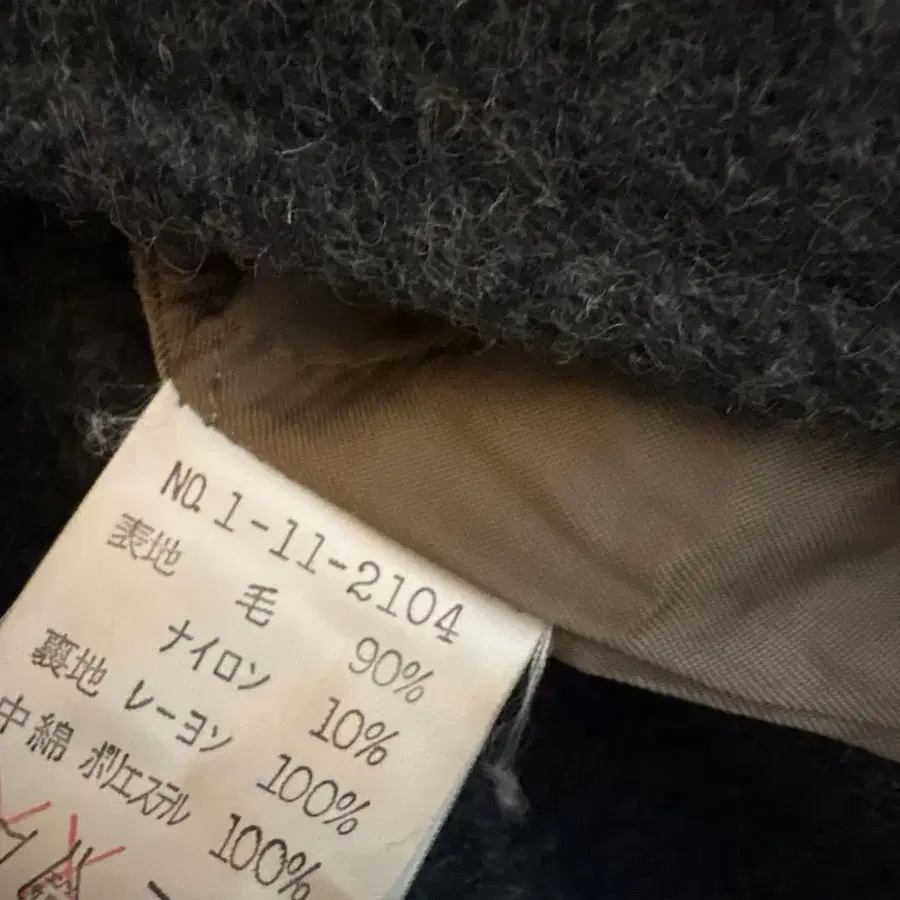 NO. 1-11-2104
表地
毛 90%
ナイロン 10%
裏地 レーヨン 100%
中綿 ポリエステル 100%